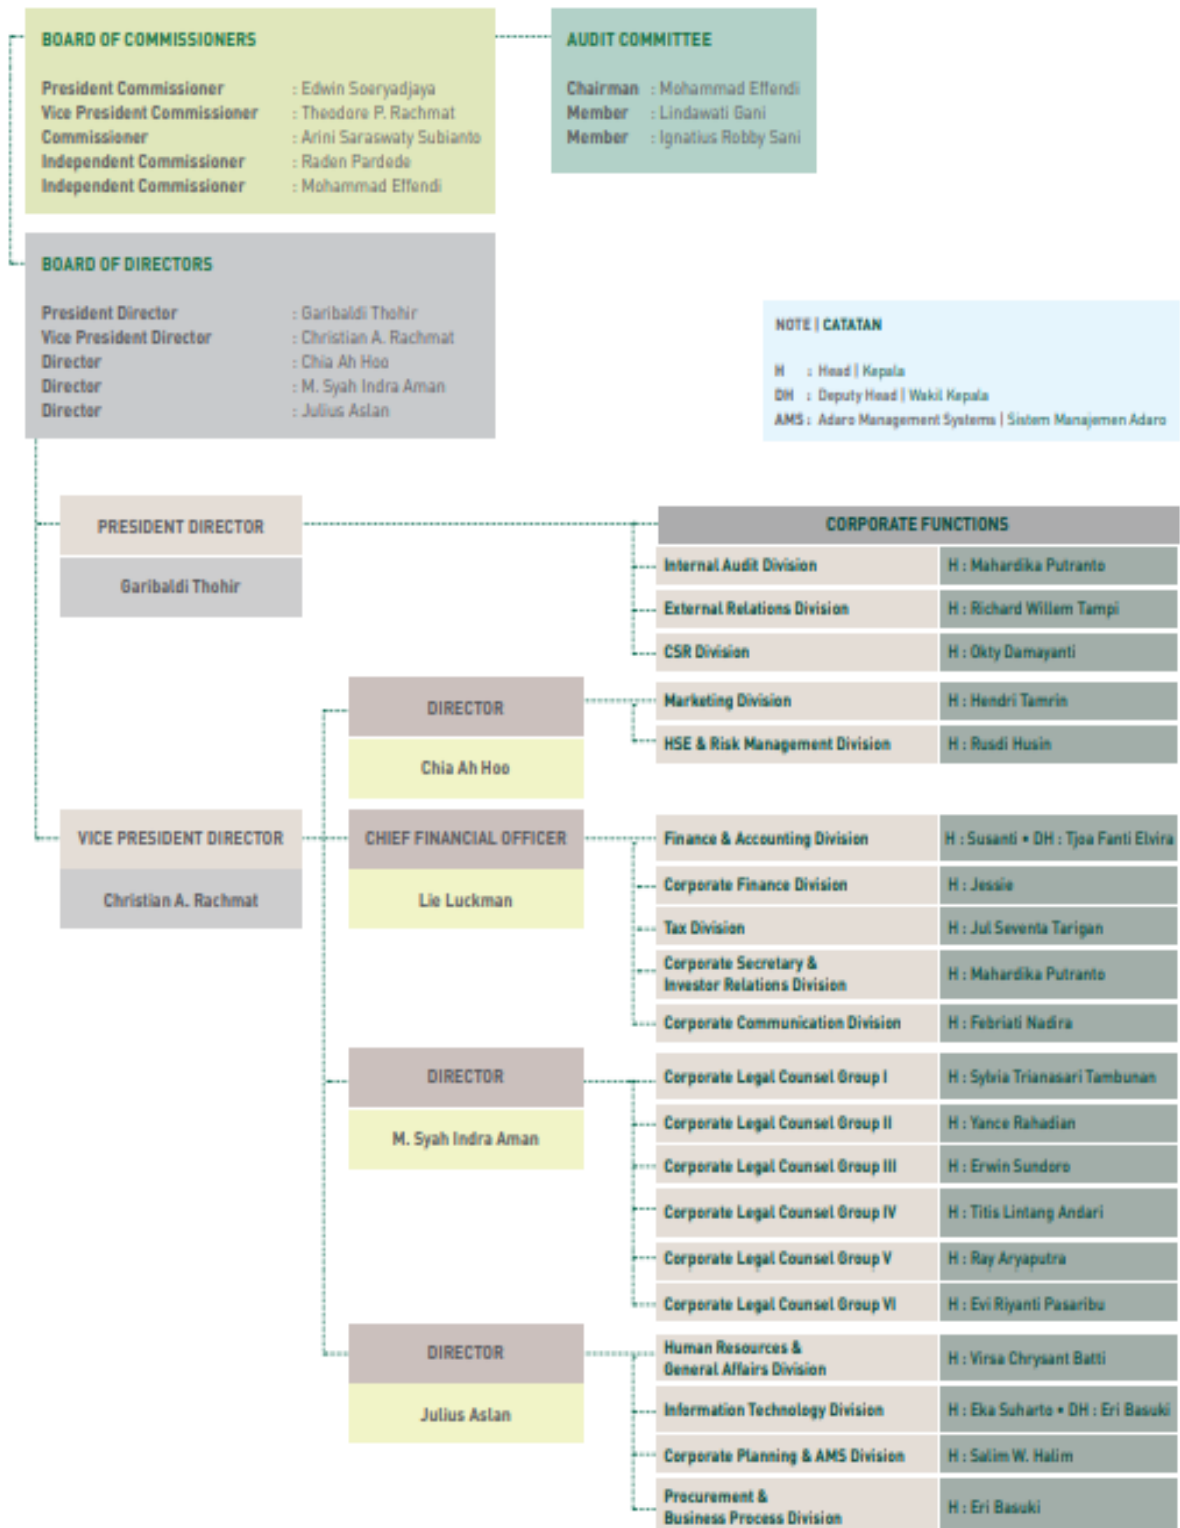 BOARD OF COMMISSIONERS
President Commissioner : Edwin Soeryadjaya
Vice President Commissioner : Theodore P. Rachmat
Commissioner : Arini Saraswaty Subianto
Independent Commissioner : Raden Pardede
Independent Commissioner : Mohammad Effendi
AUDIT COMMITTEE
Chairman : Mohammad Effendi
Member : Lindawati Gani
Member : Ignatius Robby Sani
BOARD OF DIRECTORS
President Director : Garibaldi Thohir
Vice President Director : Christian A. Rachmat
Director : Chia Ah Hoo
Director : M. Syah Indra Aman
Director : Julius Aslan
NOTE | CATATAN
H : Head | Kepala
DH : Deputy Head | Wakil Kepala
AMS : Adaro Management Systems | Sistem Manajemen Adaro
PRESIDENT DIRECTOR
Garibaldi Thohir
CORPORATE FUNCTIONS
Internal Audit Division H : Mahardika Putranto
External Relations Division H : Richard Willem Tampi
CSR Division H : Okty Damayanti
DIRECTOR
Chia Ah Hoo
Marketing Division H : Hendri Tamrin
HSE & Risk Management Division H : Rusdi Husin
VICE PRESIDENT DIRECTOR
Christian A. Rachmat
CHIEF FINANCIAL OFFICER
Lie Luckman
Finance & Accounting Division H : Susanti • DH : Tjoa Fanti Elvira
Corporate Finance Division H : Jessie
Tax Division H : Jul Seventa Tarigan
Corporate Secretary &
Investor Relations Division H : Mahardika Putranto
Corporate Communication Division H : Febriati Nadira
DIRECTOR
M. Syah Indra Aman
Corporate Legal Counsel Group I H : Sylvia Trianasari Tambunan
Corporate Legal Counsel Group II H : Yance Rahadian
Corporate Legal Counsel Group III H : Erwin Sundoro
Corporate Legal Counsel Group IV H : Titis Lintang Andari
Corporate Legal Counsel Group V H : Ray Aryaputra
Corporate Legal Counsel Group VI H : Evi Riyanti Pasaribu
DIRECTOR
Julius Aslan
Human Resources &
General Affairs Division H : Virsa Chrysant Batti
Information Technology Division H : Eka Suharto • DH : Eri Basuki
Corporate Planning & AMS Division H : Salim W. Halim
Procurement &
Business Process Division H : Eri Basuki